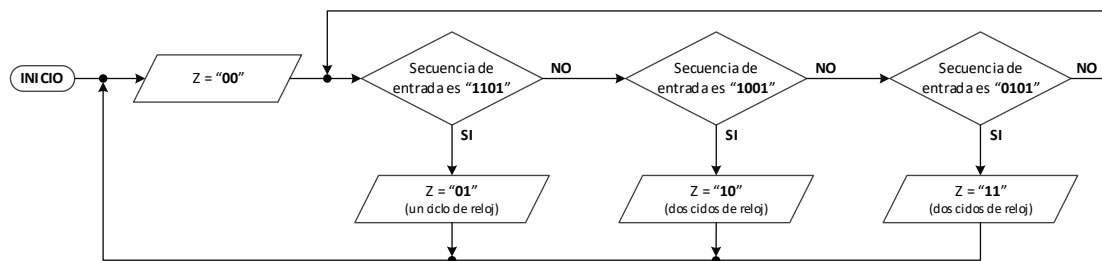 INICIO
Z = "00"
Secuencia de
entrada es "1101"
NO
Secuencia de
entrada es "1001"
NO
Secuencia de
entrada es "0101"
NO
SI
SI
SI
Z = "01"
(un ciclo de reloj)
Z = "10"
(dos ciclos de reloj)
Z = "11"
(dos ciclos de reloj)